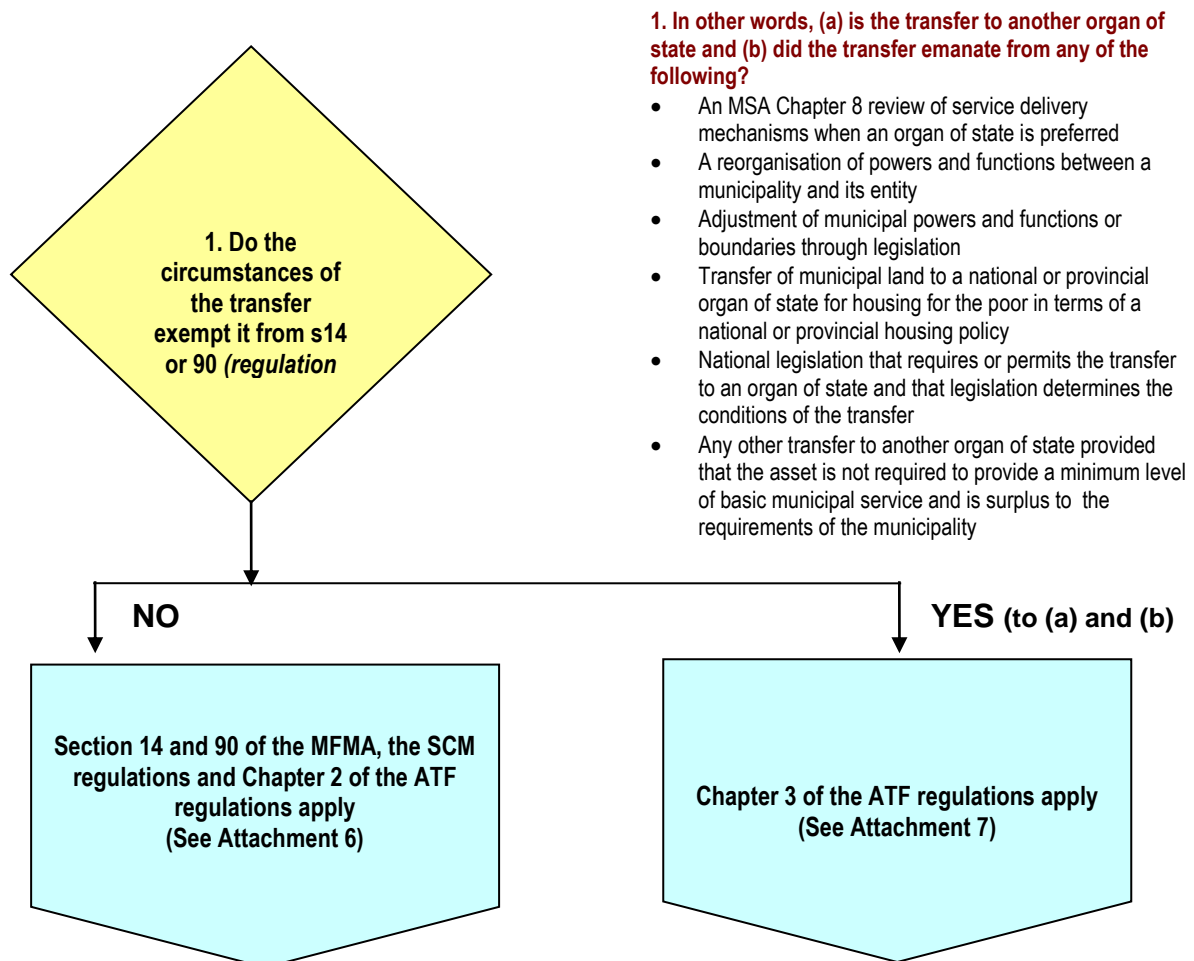 1. In other words, (a) is the transfer to another organ of
state and (b) did the transfer emanate from any of the
following?
• An MSA Chapter 8 review of service delivery
mechanisms when an organ of state is preferred
• A reorganisation of powers and functions between a
municipality and its entity
• Adjustment of municipal powers and functions or
boundaries through legislation
• Transfer of municipal land to a national or provincial
organ of state for housing for the poor in terms of a
national or provincial housing policy
• National legislation that requires or permits the transfer
to an organ of state and that legislation determines the
conditions of the transfer
• Any other transfer to another organ of state provided
that the asset is not required to provide a minimum level
of basic municipal service and is surplus to the
requirements of the municipality
1. Do the
circumstances of
the transfer
exempt it from s14
or 90 (regulation
NO
YES (to (a) and (b)
Section 14 and 90 of the MFMA, the SCM
regulations and Chapter 2 of the ATF
regulations apply
(See Attachment 6)
Chapter 3 of the ATF regulations apply
(See Attachment 7)